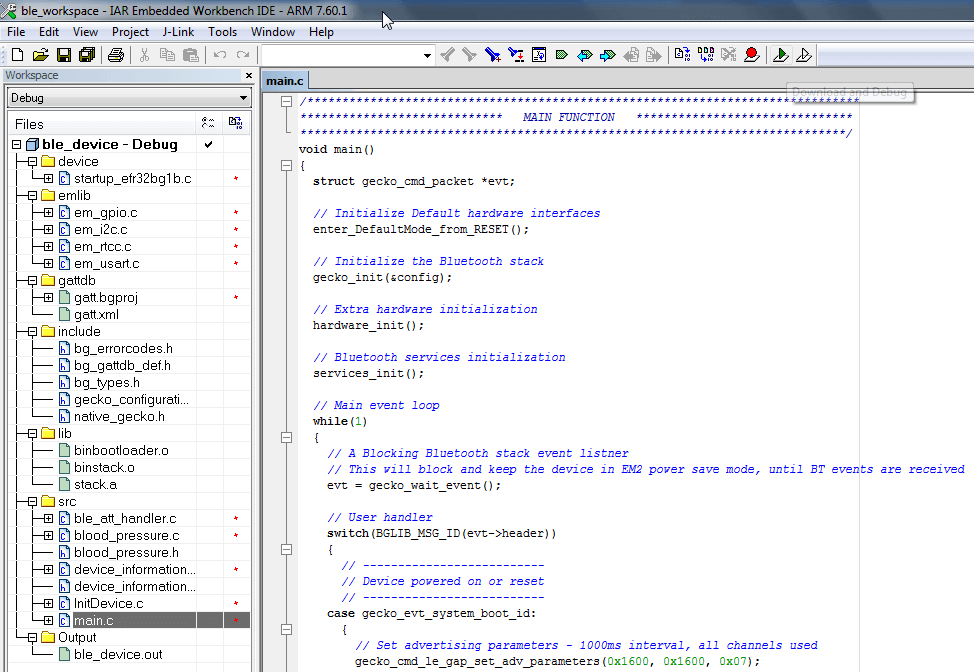 ble_workspace - IAR Embedded Workbench IDE - ARM 7.60.1
File Edit View Project J-Link Tools Window Help
Workspace
Debug
Files
ble_device - Debug
device
startup_efr32bg1b.c
emlib
em_gpio.c
em_i2c.c
em_rtcc.c
em_usart.c
gattdb
gatt.bgproj
gatt.xml
include
bg_errorcodes.h
bg_gattdb_def.h
bg_types.h
gecko_configurati...
native_gecko.h
lib
binbootloader.o
binstack.o
stack.a
src
ble_att_handler.c
blood_pressure.c
blood_pressure.h
device_information...
device_information...
InitDevice.c
main.c
Output
ble_device.out
main.c
Download and Debug
/*******************************************************************************
***************************** MAIN FUNCTION *******************************
******************************************************************************/
void main()
{
struct gecko_cmd_packet *evt;
// Initialize Default hardware interfaces
enter_DefaultMode_from_RESET();
// Initialize the Bluetooth stack
gecko_init(&config);
// Extra hardware initialization
hardware_init();
// Bluetooth services initialization
services_init();
// Main event loop
while(1)
{
// A Blocking Bluetooth stack event listner
// This will block and keep the device in EM2 power save mode, until BT events are received
evt = gecko_wait_event();
// User handler
switch(BGLIB_MSG_ID(evt->header))
{
// --------------------------
// Device powered on or reset
// --------------------------
case gecko_evt_system_boot_id:
{
// Set advertising parameters - 1000ms interval, all channels used
gecko_cmd_le_gap_set_adv_parameters(0x1600, 0x1600, 0x07);